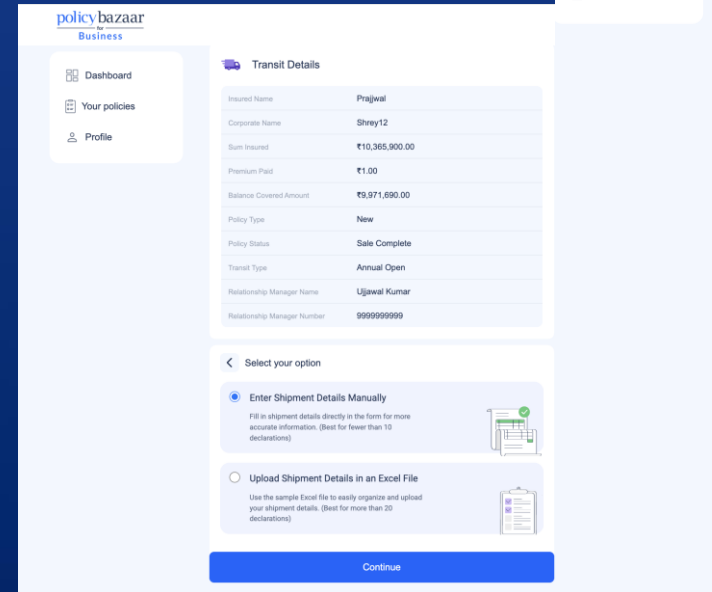 policybazaar
for
Business
Dashboard
Your policies
Profile
Transit Details
Insured Name Prajjwal
Corporate Name Shrey12
Sum Insured ₹10,365,900.00
Premium Paid ₹1.00
Balance Covered Amount ₹9,971,690.00
Policy Type New
Policy Status Sale Complete
Transit Type Annual Open
Relationship Manager Name Ujjawal Kumar
Relationship Manager Number 9999999999
Select your option
Enter Shipment Details Manually
Fill in shipment details directly in the form for more
accurate information. (Best for fewer than 10
declarations)
Upload Shipment Details in an Excel File
Use the sample Excel file to easily organize and upload
your shipment details. (Best for more than 20
declarations)
Continue